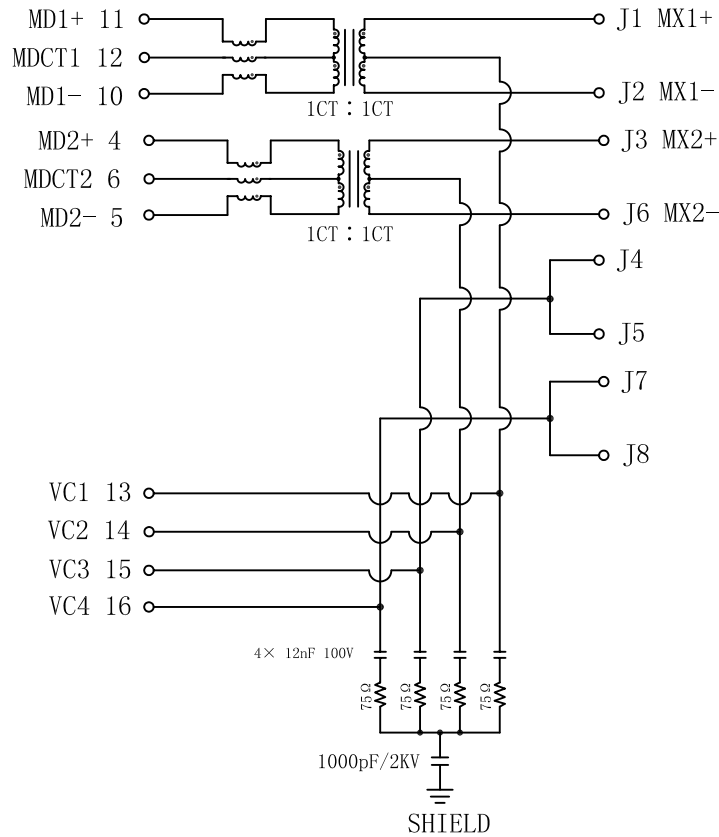 MD1+ 11
J1 MX1+
MDCT1 12
MD1- 10
J2 MX1-
1CT : 1CT
MD2+ 4
J3 MX2+
MDCT2 6
MD2- 5
J6 MX2-
1CT : 1CT
J4
J5
J7
J8
VC1 13
VC2 14
VC3 15
VC4 16
4× 12nF 100V
75Ω
75Ω
75Ω
75Ω
1000pF/2KV
SHIELD